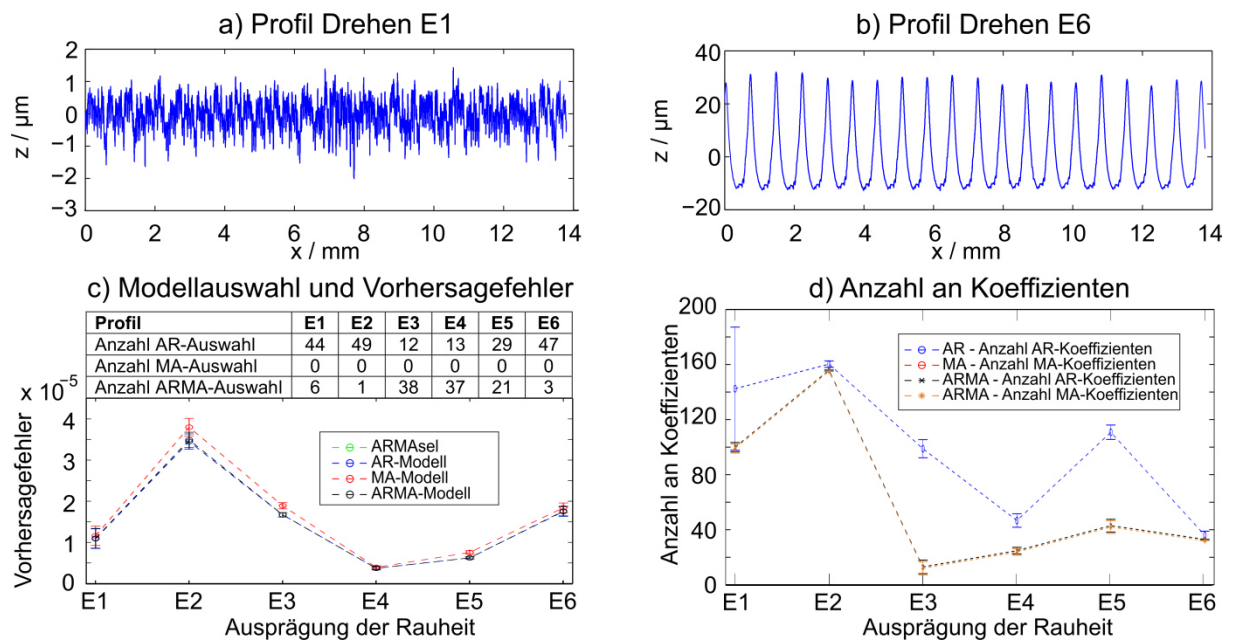 a) Profil Drehen E1
2
1
0
−1
−2
−3
z / µm
0 2 4 6 8 10 12 14
x / mm
b) Profil Drehen E6
40
20
0
−20
z / µm
0 2 4 6 8 10 12 14
x / mm
c) Modellauswahl und Vorhersagefehler
Profil E1 E2 E3 E4 E5 E6
Anzahl AR-Auswahl 44 49 12 13 29 47
Anzahl MA-Auswahl 0 0 0 0 0 0
Anzahl ARMA-Auswahl 6 1 38 37 21 3
x 10⁻⁵
4
3
2
1
0
Vorhersagefehler
ARMAsel
AR-Modell
MA-Modell
ARMA-Modell
E1 E2 E3 E4 E5 E6
Ausprägung der Rauheit
d) Anzahl an Koeffizienten
200
160
120
80
40
0
Anzahl an Koeffizienten
AR - Anzahl AR-Koeffizienten
MA - Anzahl MA-Koeffizienten
ARMA - Anzahl AR-Koeffizienten
ARMA - Anzahl MA-Koeffizienten
E1 E2 E3 E4 E5 E6
Ausprägung der Rauheit